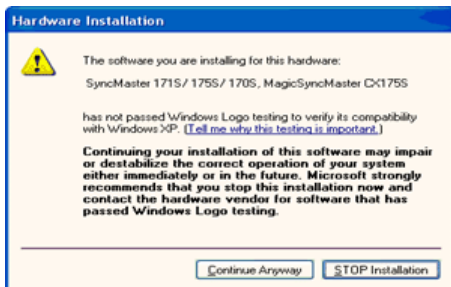 Hardware Installation
The software you are installing for this hardware:
SyncMaster 171S/ 175S/ 170S, MagicSyncMaster CX175S
has not passed Windows Logo testing to verify its compatibility
with Windows XP. (Tell me why this testing is important.)
Continuing your installation of this software may impair
or destabilize the correct operation of your system
either immediately or in the future. Microsoft strongly
recommends that you stop this installation now and
contact the hardware vendor for software that has
passed Windows Logo testing.
Continue Anyway STOP Installation